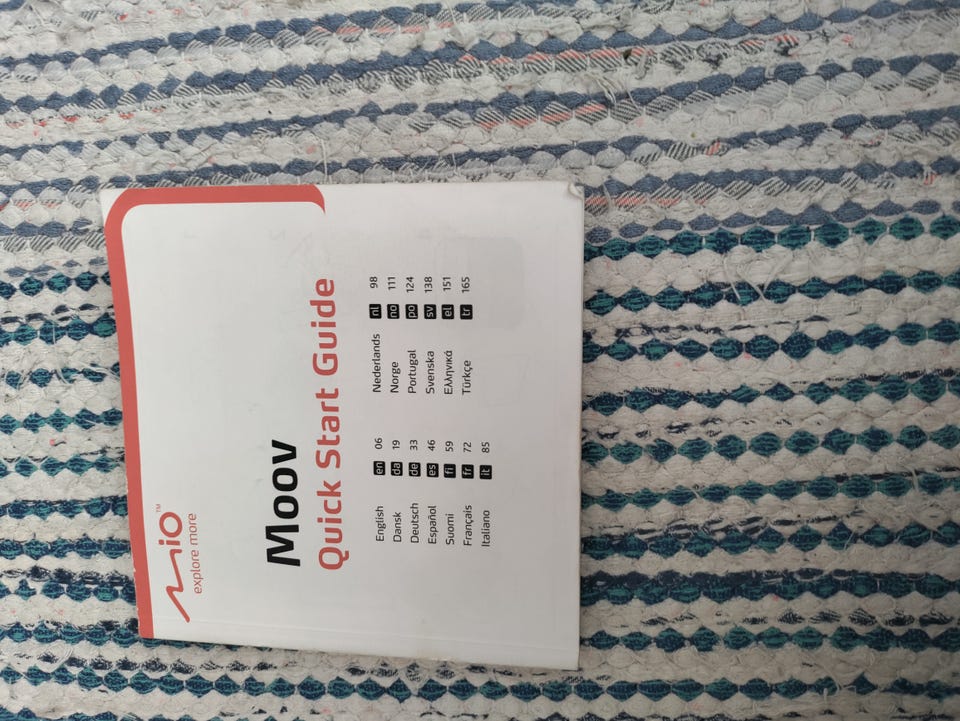 Mio™
explore more
Moov
Quick Start Guide
English en 06
Dansk da 19
Deutsch de 33
Español es 46
Suomi fi 59
Français fr 72
Italiano it 85
Nederlands nl 98
Norge no 111
Portugal po 124
Svenska sv 138
Ελληνικά el 151
Türkçe tr 165